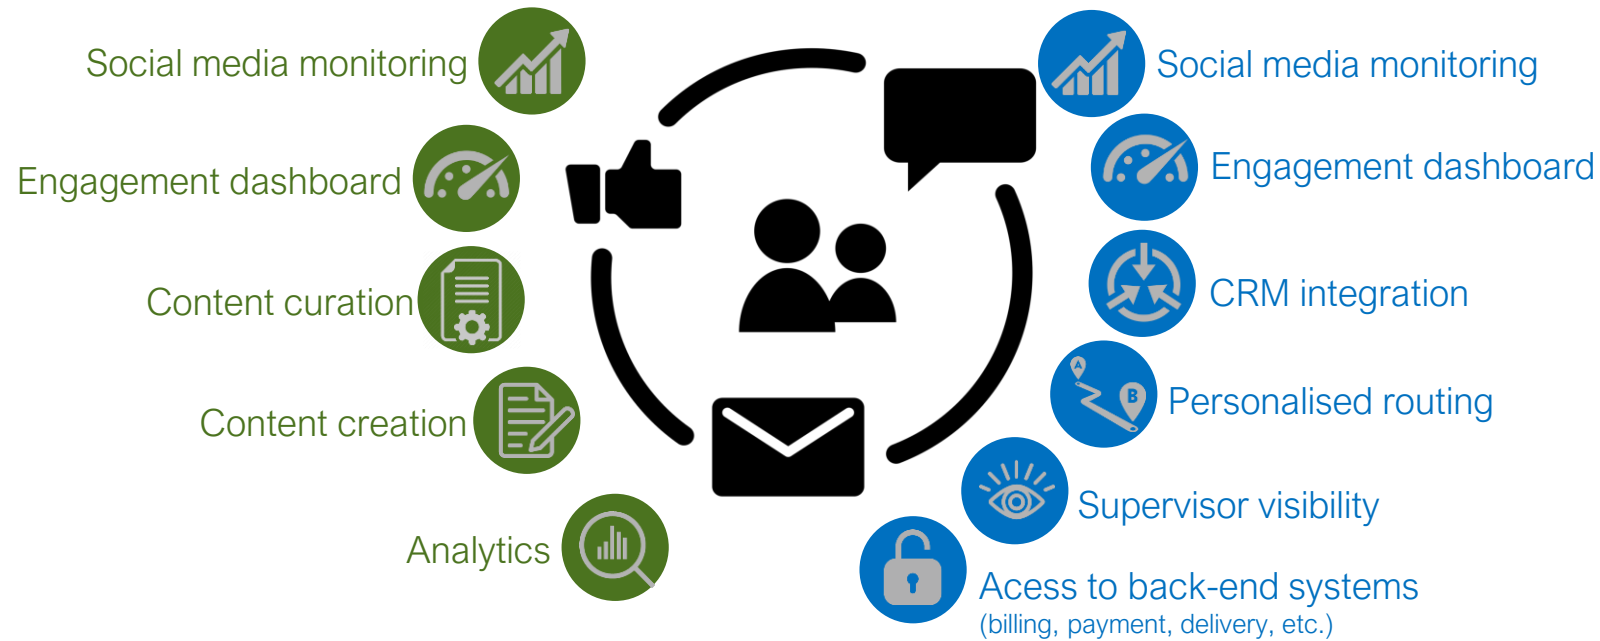 Social media monitoring
Engagement dashboard
Content curation
Content creation
Analytics
Social media monitoring
Engagement dashboard
CRM integration
A
B
Personalised routing
Supervisor visibility
Acess to back-end systems
(billing, payment, delivery, etc.)